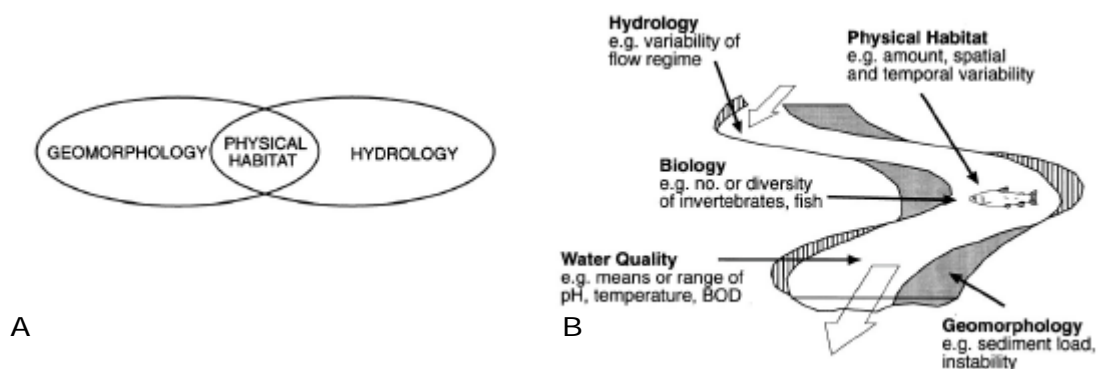 GEOMORPHOLOGY
PHYSICAL
HABITAT
HYDROLOGY
A
Hydrology
e.g. variability of
flow regime
Physical Habitat
e.g. amount, spatial
and temporal variability
Biology
e.g. no. or diversity
of invertebrates, fish
Water Quality
e.g. means or range of
pH, temperature, BOD
Geomorphology
e.g. sediment load,
instability
B